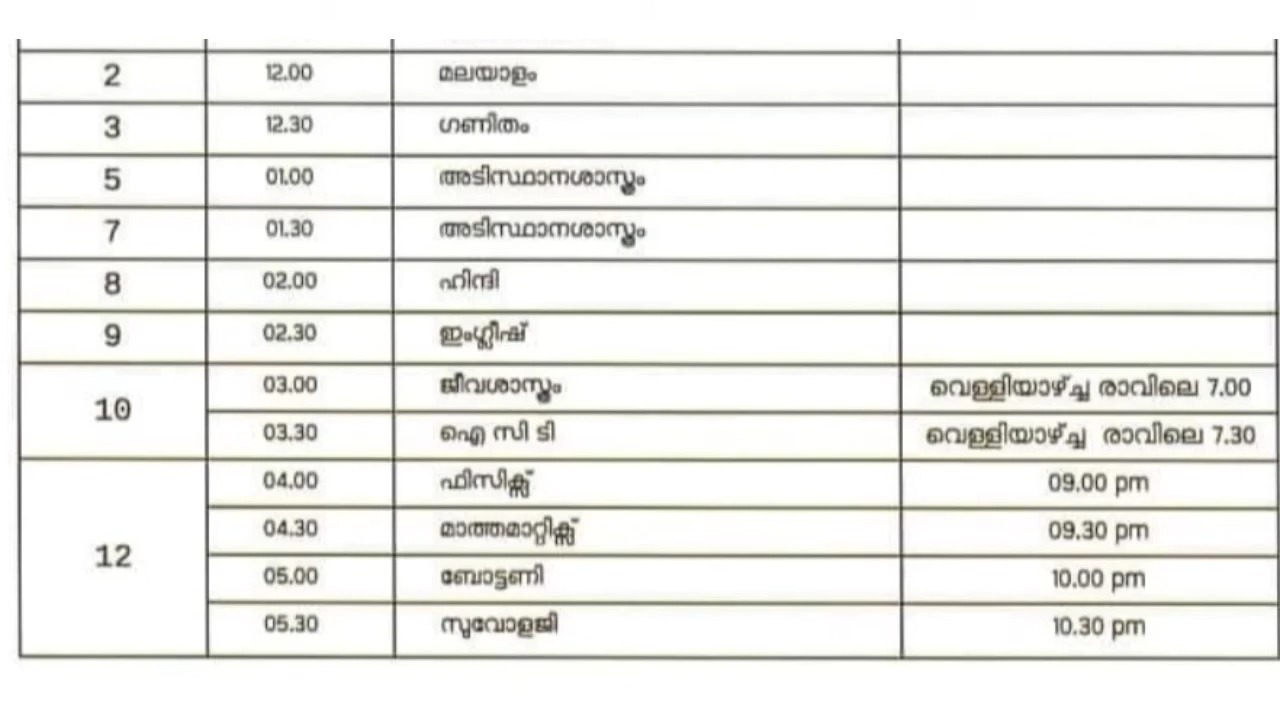 2 12.00 മലയാളം
3 12.30 ഗണിതം
5 01.00 അടിസ്ഥാനശാസ്ത്രം
7 01.30 അടിസ്ഥാനശാസ്ത്രം
8 02.00 ഹിന്ദി
9 02.30 ഇംഗ്ലീഷ്
10 03.00 ജീവശാസ്ത്രം വെള്ളിയാഴ്ച്ച രാവിലെ 7.00
03.30 ഐ സി ടി വെള്ളിയാഴ്ച്ച രാവിലെ 7.30
12 04.00 ഫിസിക്സ് 09.00 pm
04.30 മാത്തമാറ്റിക്സ് 09.30 pm
05.00 ബോട്ടണി 10.00 pm
05.30 സുവോളജി 10.30 pm